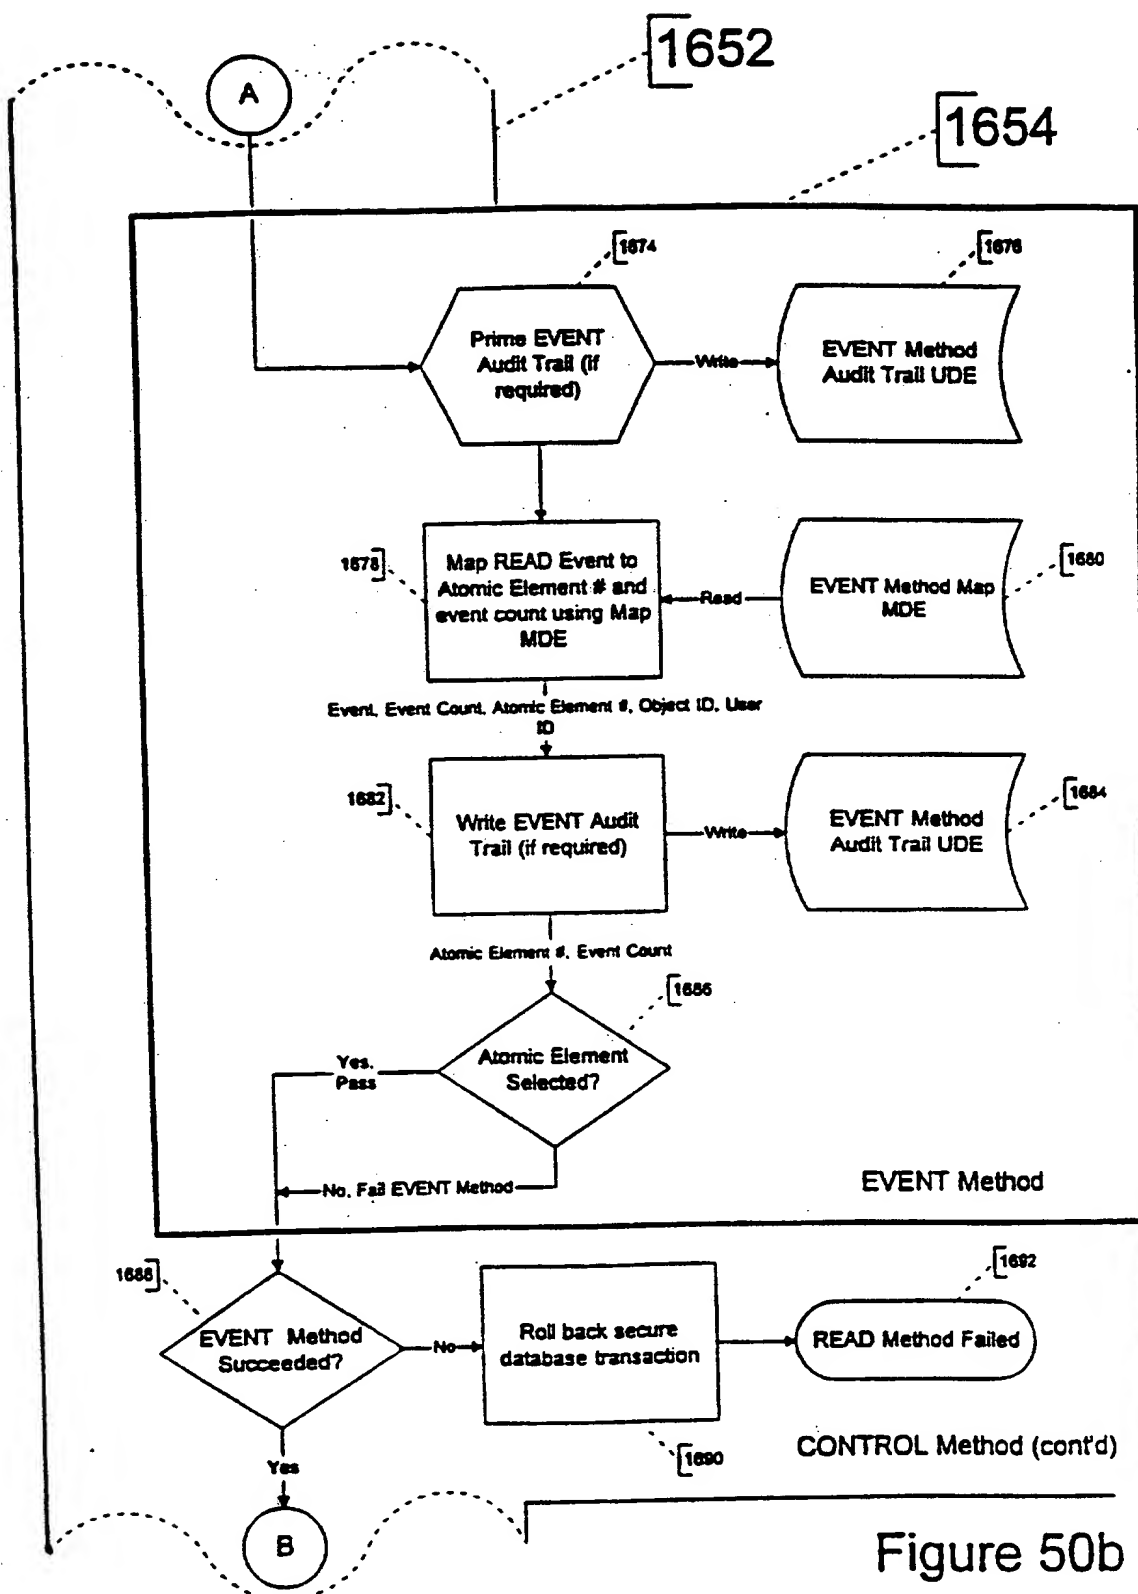 1652
A
1654
1674
1676
Prime EVENT
Audit Trail (if
required)
Write
EVENT Method
Audit Trail UDE
1678
Map READ Event to
Atomic Element # and
event count using Map
MDE
Read
EVENT Method Map
MDE
1680
Event, Event Count, Atomic Element #, Object ID, User
ID
1682
Write EVENT Audit
Trail (if required)
Write
EVENT Method
Audit Trail UDE
1684
Atomic Element #, Event Count
1686
Atomic Element
Selected?
Yes,
Pass
No, Fail EVENT Method
EVENT Method
1688
EVENT Method
Succeeded?
No
Roll back secure
database transaction
1692
READ Method Failed
1690
CONTROL Method (cont'd)
Yes
B
Figure 50b